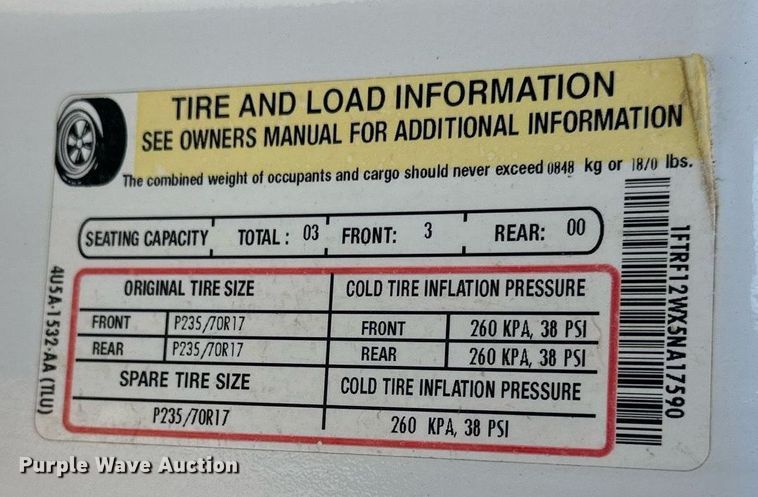 TIRE AND LOAD INFORMATION
SEE OWNERS MANUAL FOR ADDITIONAL INFORMATION
The combined weight of occupants and cargo should never exceed 0848 kg or 1870 lbs.
SEATING CAPACITY TOTAL: 03 FRONT: 3 REAR: 00
ORIGINAL TIRE SIZE COLD TIRE INFLATION PRESSURE
FRONT P235/70R17 FRONT 260 KPA, 38 PSI
REAR P235/70R17 REAR 260 KPA, 38 PSI
SPARE TIRE SIZE COLD TIRE INFLATION PRESSURE
P235/70R17 260 KPA, 38 PSI
4U5A-1532-AA (TLU)
1FTRF12WX5NA17590
Purple Wave Auction